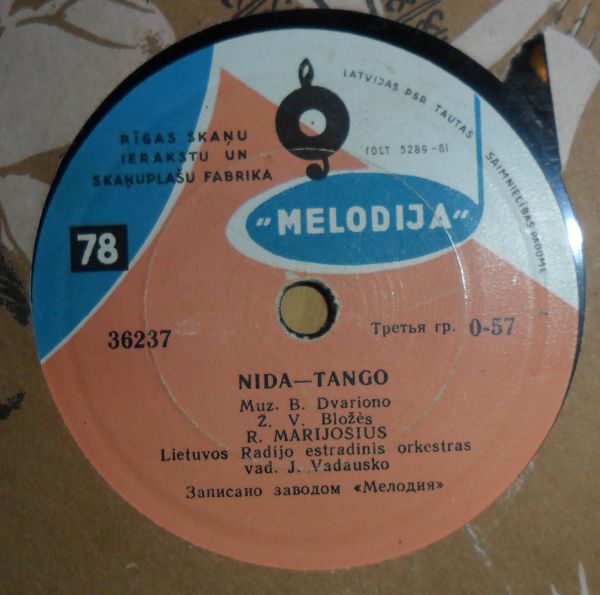 RĪGAS SKAŅU
IERAKSTU UN
SKAŅUPLAŠU FABRIKA
LATVIJAS PSR TAUTAS SAIMNIECĪBAS PADOME
ГОСТ 5289-61
"MELODIJA"
78
36237
Третья гр. 0-57
NIDA—TANGO
Muz. B. Dvariono
Ž. V. Bložės
R. MARIJOSIUS
Lietuvos Radijo estradinis orkestras
vad. J. Vadausko
Записано заводом «Мелодия»